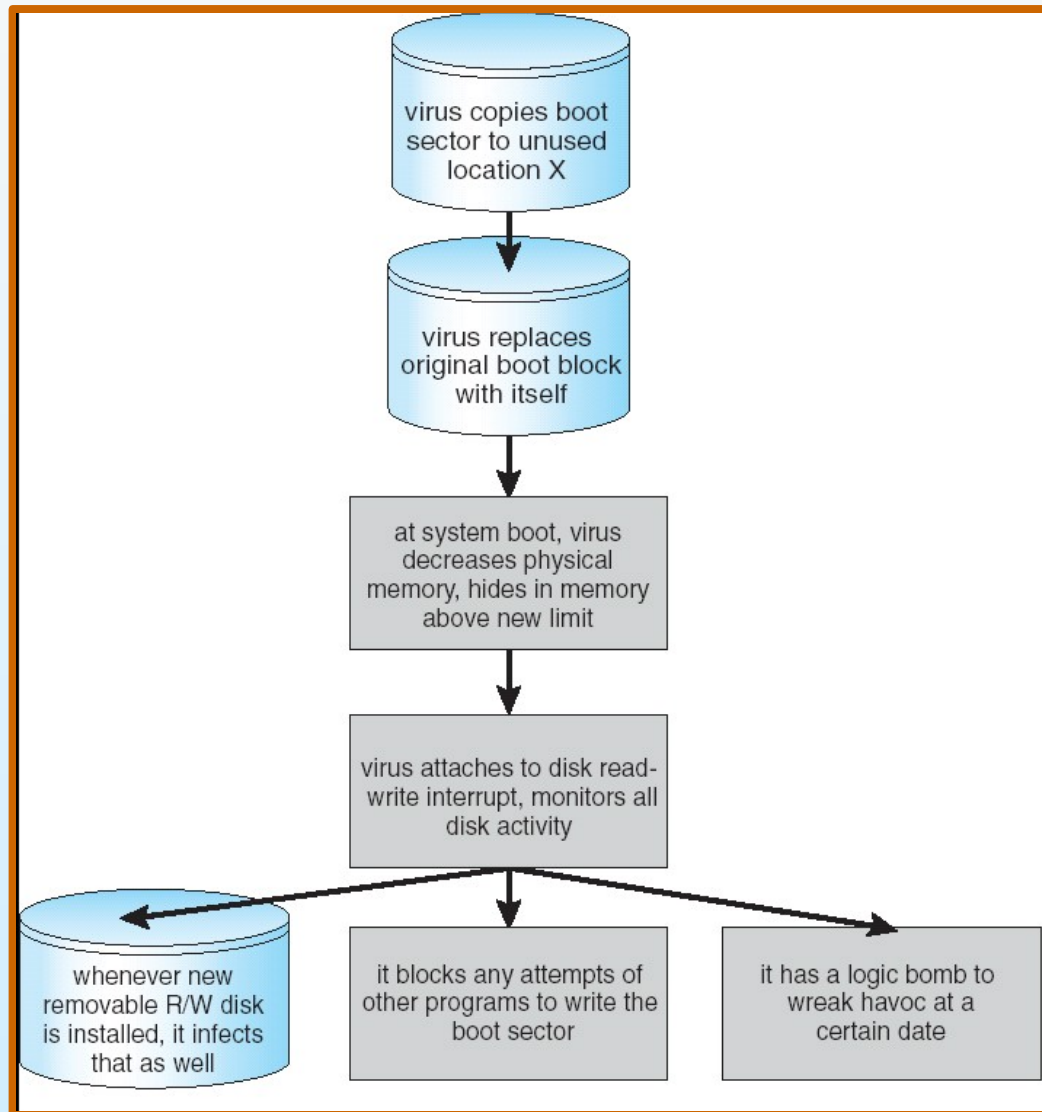 virus copies boot
sector to unused
location X
virus replaces
original boot block
with itself
at system boot, virus
decreases physical
memory, hides in memory
above new limit
virus attaches to disk read-
write interrupt, monitors all
disk activity
whenever new
removable R/W disk
is installed, it infects
that as well
it blocks any attempts of
other programs to write the
boot sector
it has a logic bomb to
wreak havoc at a
certain date